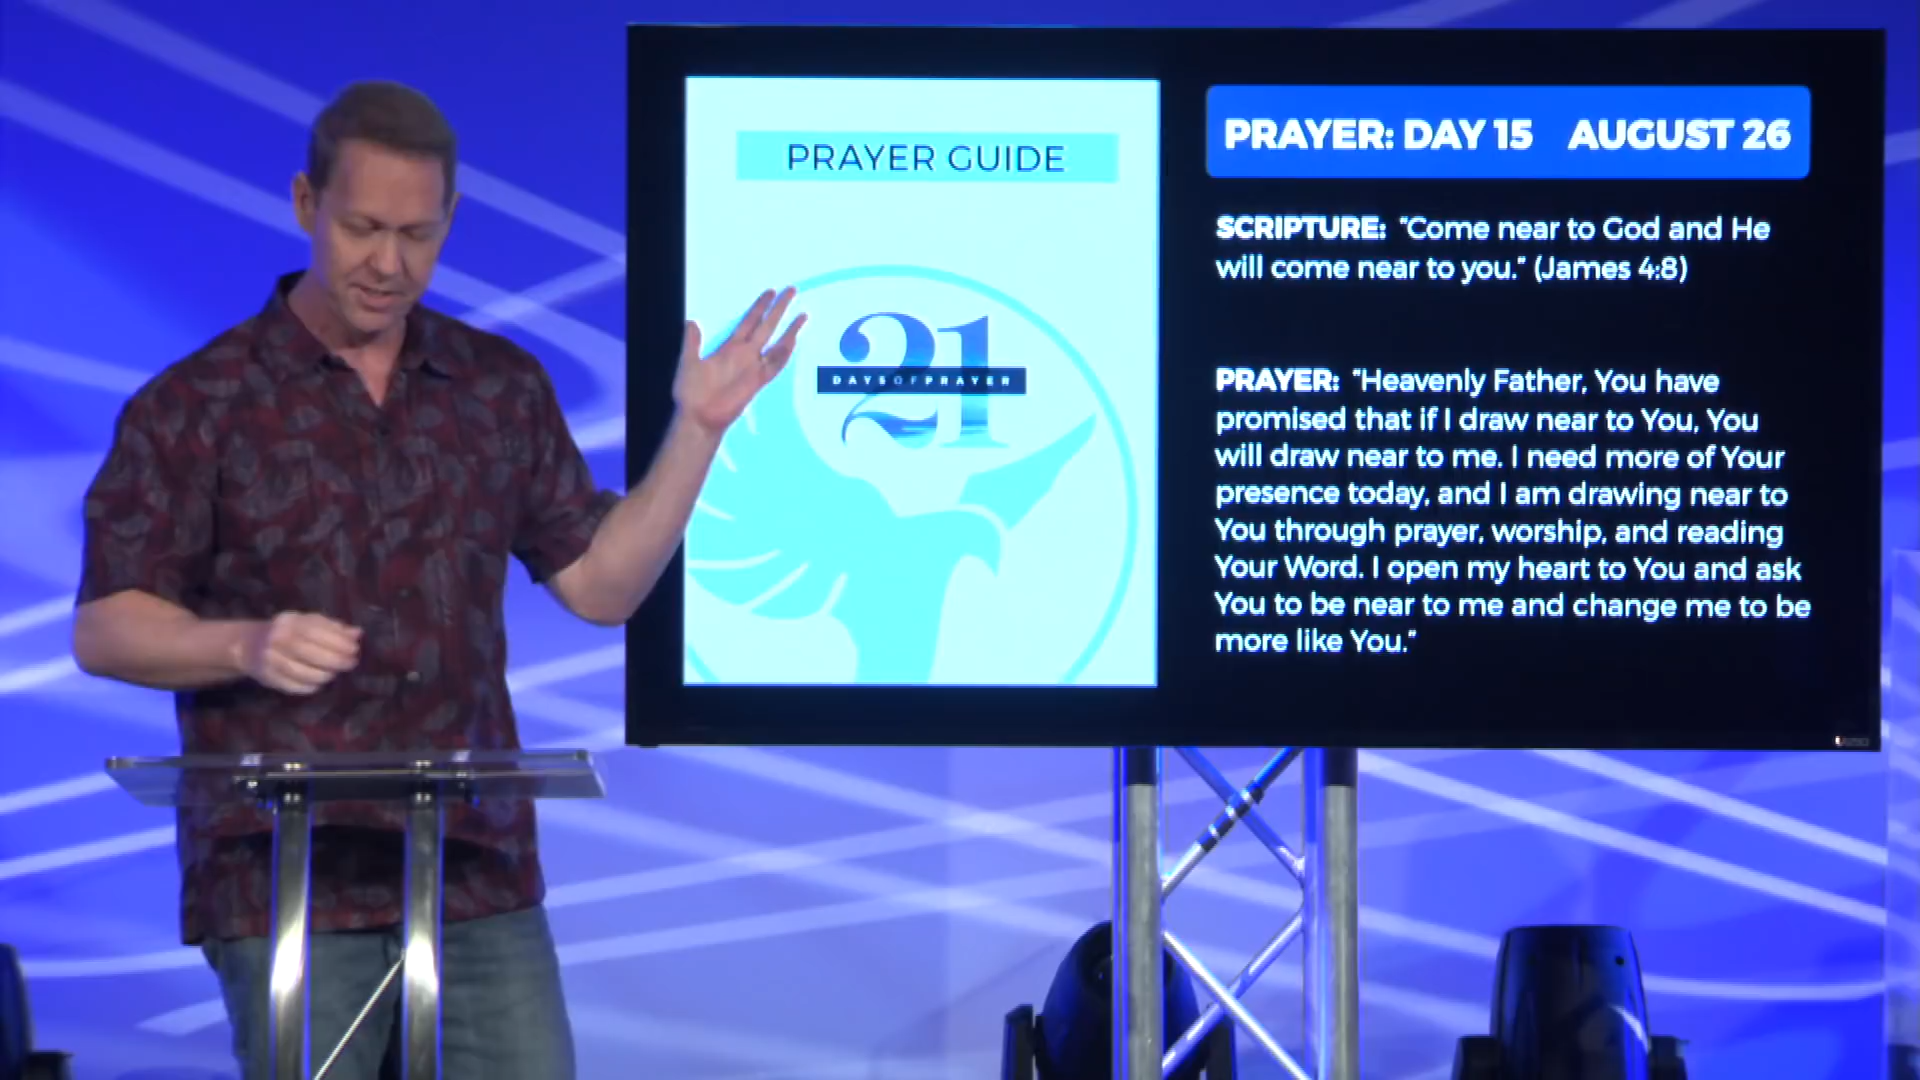 PRAYER GUIDE
21
DAYS OF PRAYER
PRAYER: DAY 15 AUGUST 26
SCRIPTURE: "Come near to God and He
will come near to you." (James 4:8)
PRAYER: "Heavenly Father, You have
promised that if I draw near to You, You
will draw near to me. I need more of Your
presence today, and I am drawing near to
You through prayer, worship, and reading
Your Word. I open my heart to You and ask
You to be near to me and change me to be
more like You."